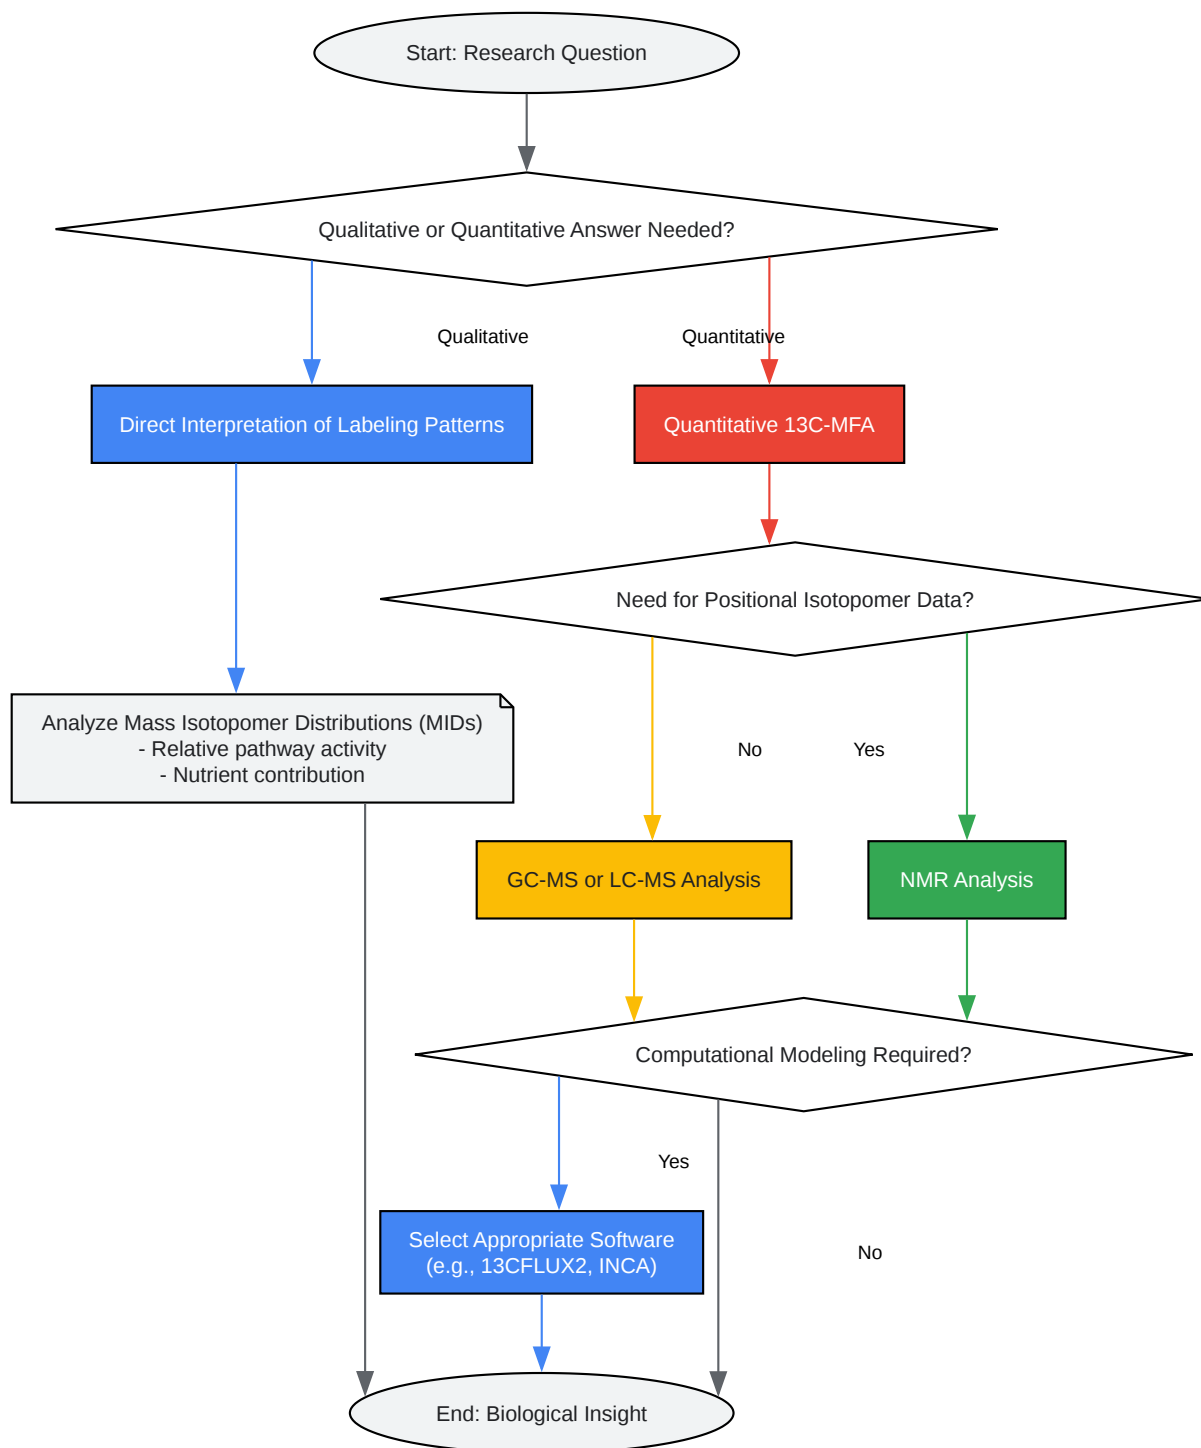 Start: Research Question
Qualitative or Quantitative Answer Needed?
Qualitative
Quantitative
Direct Interpretation of Labeling Patterns
Quantitative 13C-MFA
Need for Positional Isotopomer Data?
Analyze Mass Isotopomer Distributions (MIDs)
- Relative pathway activity
- Nutrient contribution
No
Yes
GC-MS or LC-MS Analysis
NMR Analysis
Computational Modeling Required?
Yes
Select Appropriate Software
(e.g., 13CFLUX2, INCA)
No
End: Biological Insight